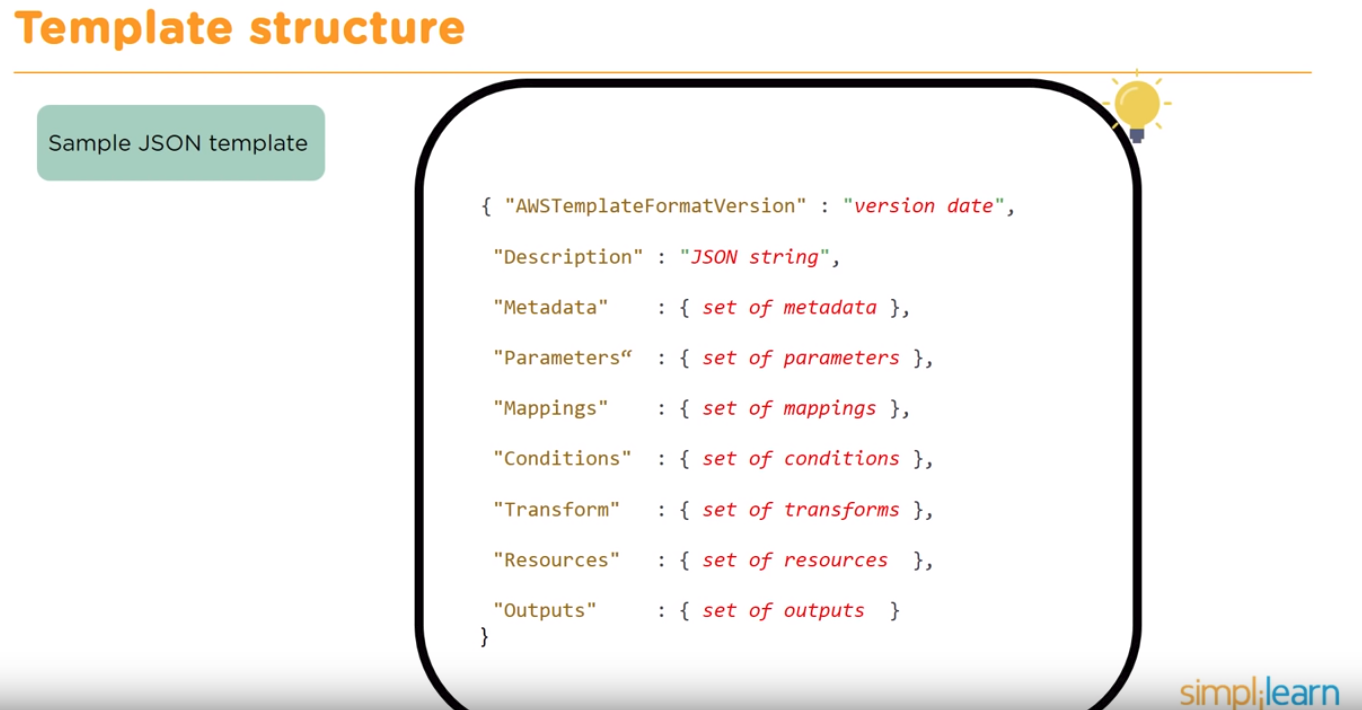 Template structure
Sample JSON template
{ "AWSTemplateFormatVersion" : "version date",
"Description" : "JSON string",
"Metadata" : { set of metadata },
"Parameters“ : { set of parameters },
"Mappings" : { set of mappings },
"Conditions" : { set of conditions },
"Transform" : { set of transforms },
"Resources" : { set of resources },
"Outputs" : { set of outputs }
}
simplilearn